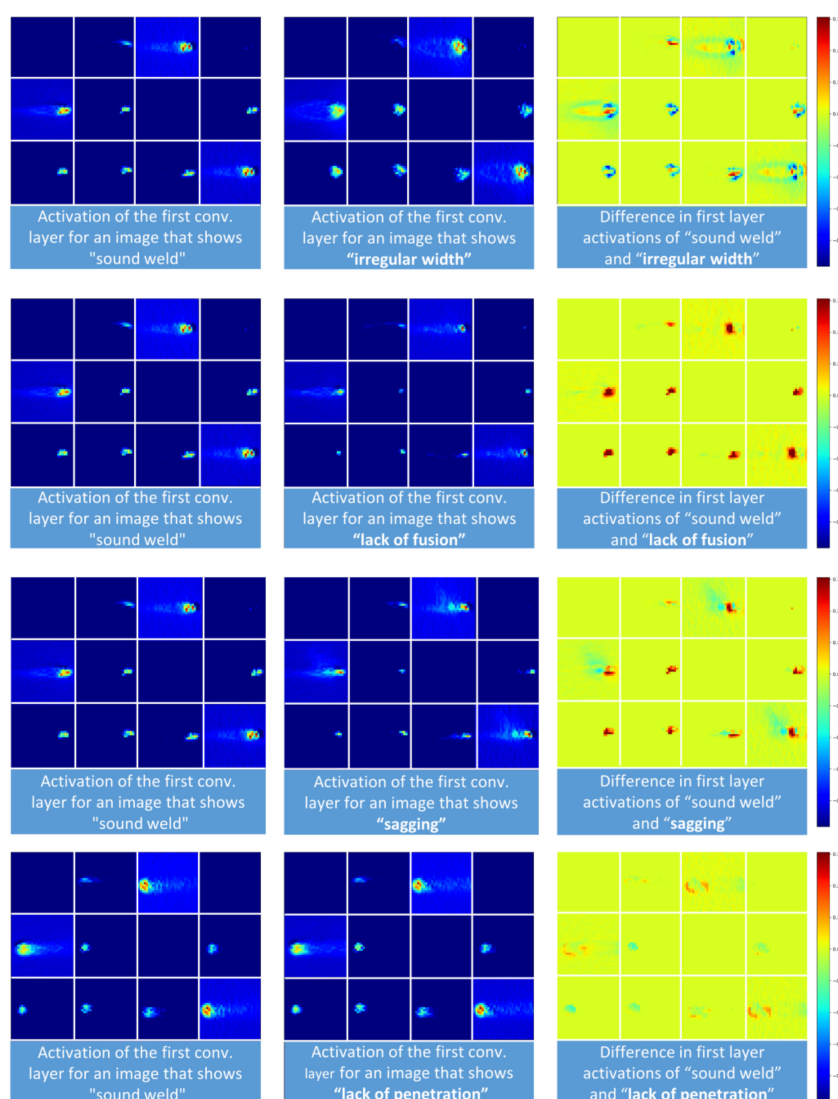 Activation of the first conv.
layer for an image that shows
"sound weld"
Activation of the first conv.
layer for an image that shows
“irregular width”
Difference in first layer
activations of “sound weld”
and “irregular width”
Activation of the first conv.
layer for an image that shows
"sound weld"
Activation of the first conv.
layer for an image that shows
“lack of fusion”
Difference in first layer
activations of “sound weld”
and “lack of fusion”
Activation of the first conv.
layer for an image that shows
"sound weld"
Activation of the first conv.
layer for an image that shows
“sagging”
Difference in first layer
activations of “sound weld”
and “sagging”
Activation of the first conv.
layer for an image that shows
"sound weld"
Activation of the first conv.
layer for an image that shows
“lack of penetration”
Difference in first layer
activations of “sound weld”
and “lack of penetration”